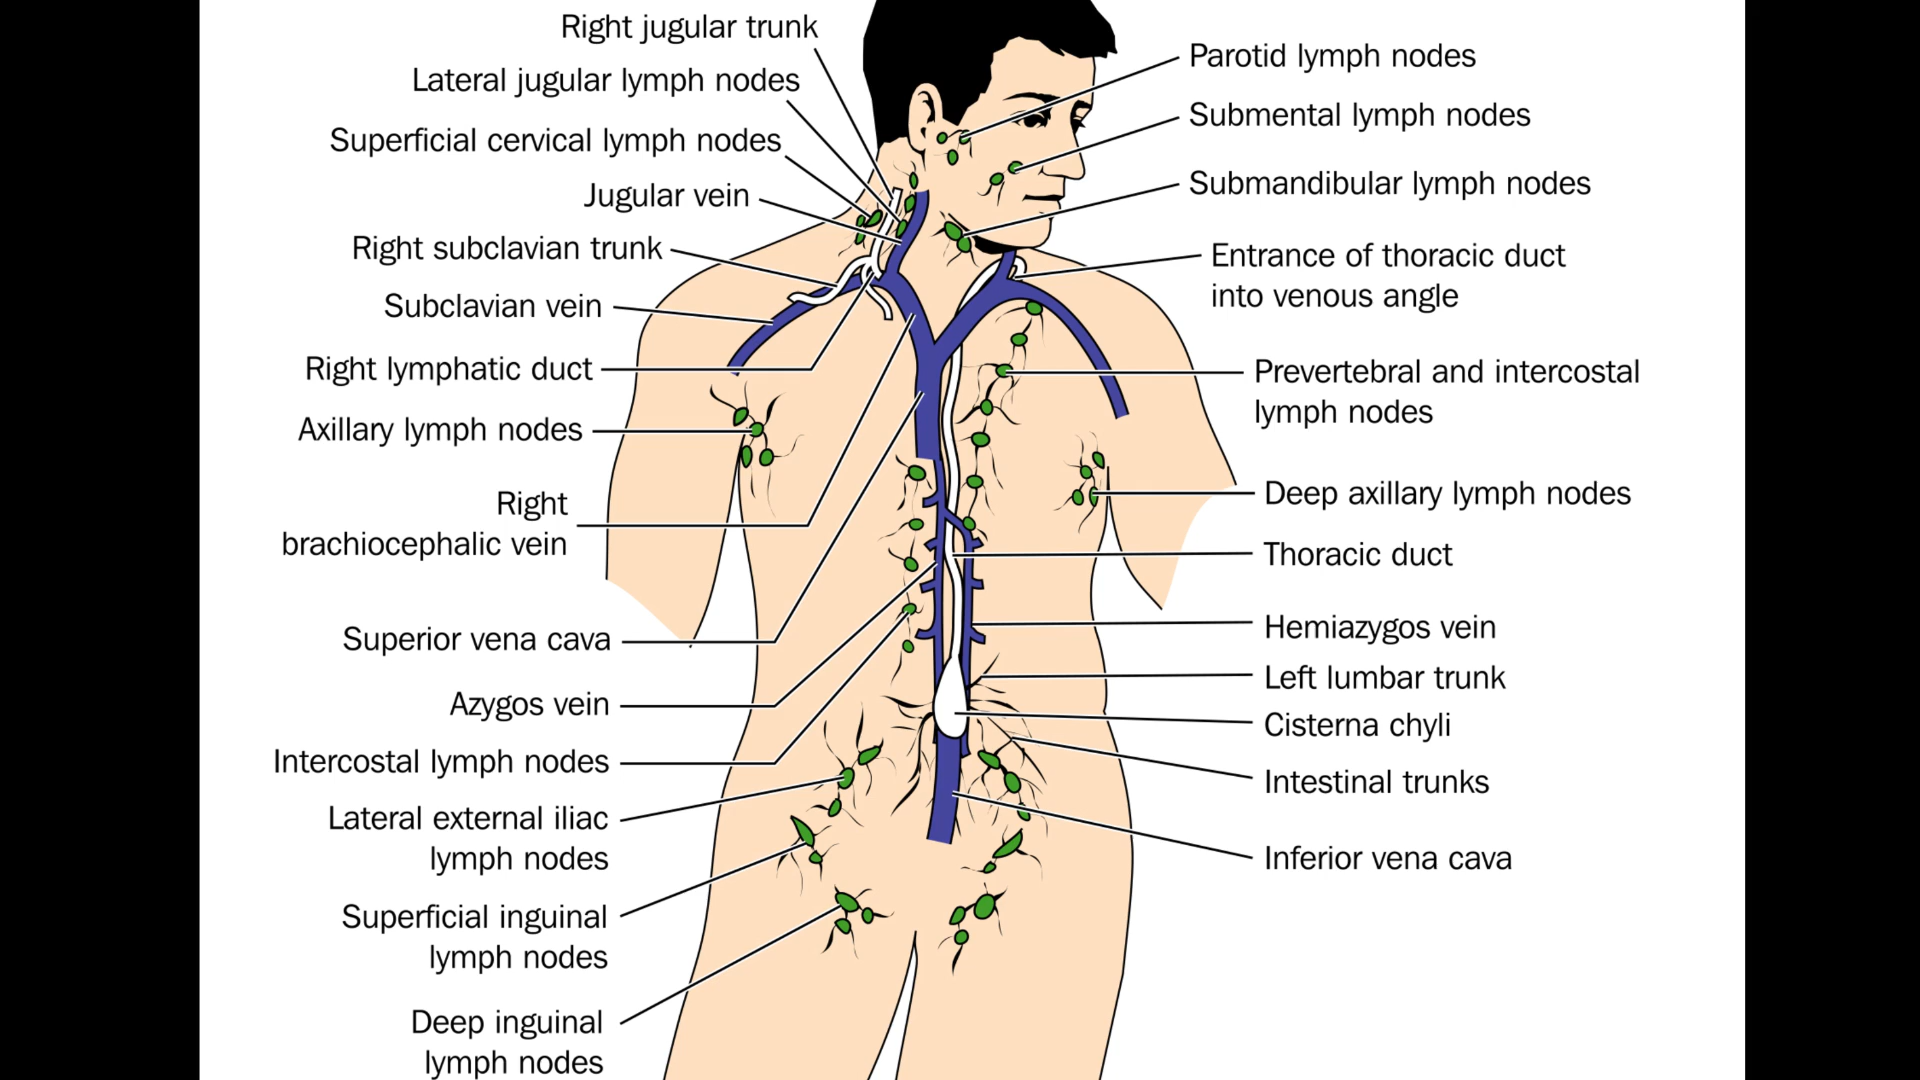 Right jugular trunk
Lateral jugular lymph nodes
Superficial cervical lymph nodes
Jugular vein
Right subclavian trunk
Subclavian vein
Right lymphatic duct
Axillary lymph nodes
Right
brachiocephalic vein
Superior vena cava
Azygos vein
Intercostal lymph nodes
Lateral external iliac
lymph nodes
Superficial inguinal
lymph nodes
Deep inguinal
lymph nodes
Parotid lymph nodes
Submental lymph nodes
Submandibular lymph nodes
Entrance of thoracic duct
into venous angle
Prevertebral and intercostal
lymph nodes
Deep axillary lymph nodes
Thoracic duct
Hemiazygos vein
Left lumbar trunk
Cisterna chyli
Intestinal trunks
Inferior vena cava